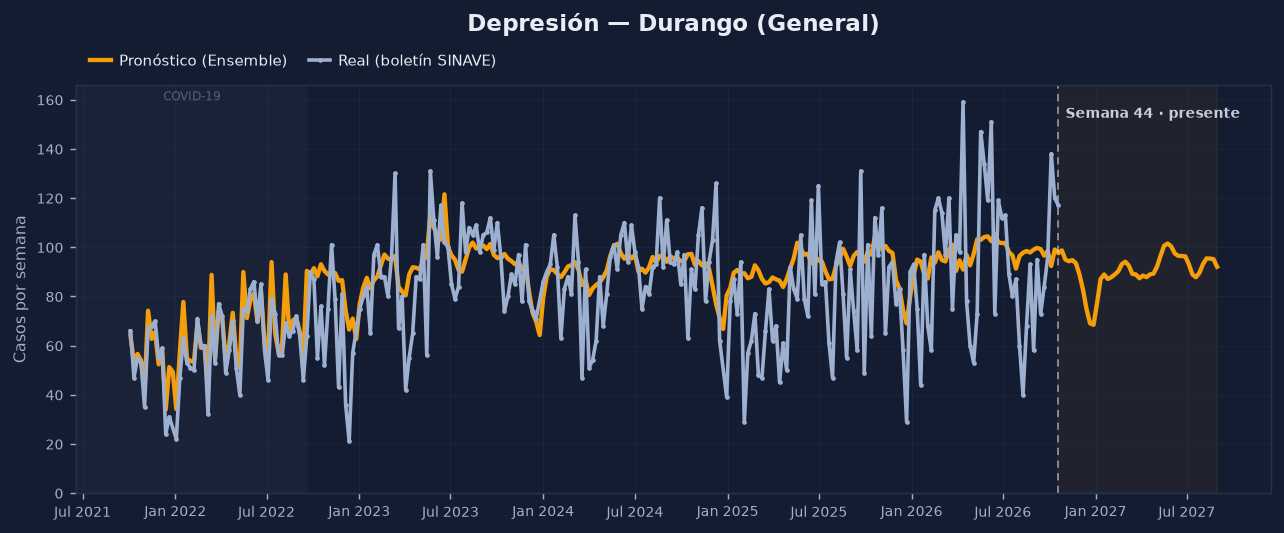 Depresión — Durango (General)
Pronóstico (Ensemble)
Real (boletín SINAVE)
COVID-19
Semana 44 · presente
Casos por semana
160
140
120
100
80
60
40
20
0
Jul 2021
Jan 2022
Jul 2022
Jan 2023
Jul 2023
Jan 2024
Jul 2024
Jan 2025
Jul 2025
Jan 2026
Jul 2026
Jan 2027
Jul 2027